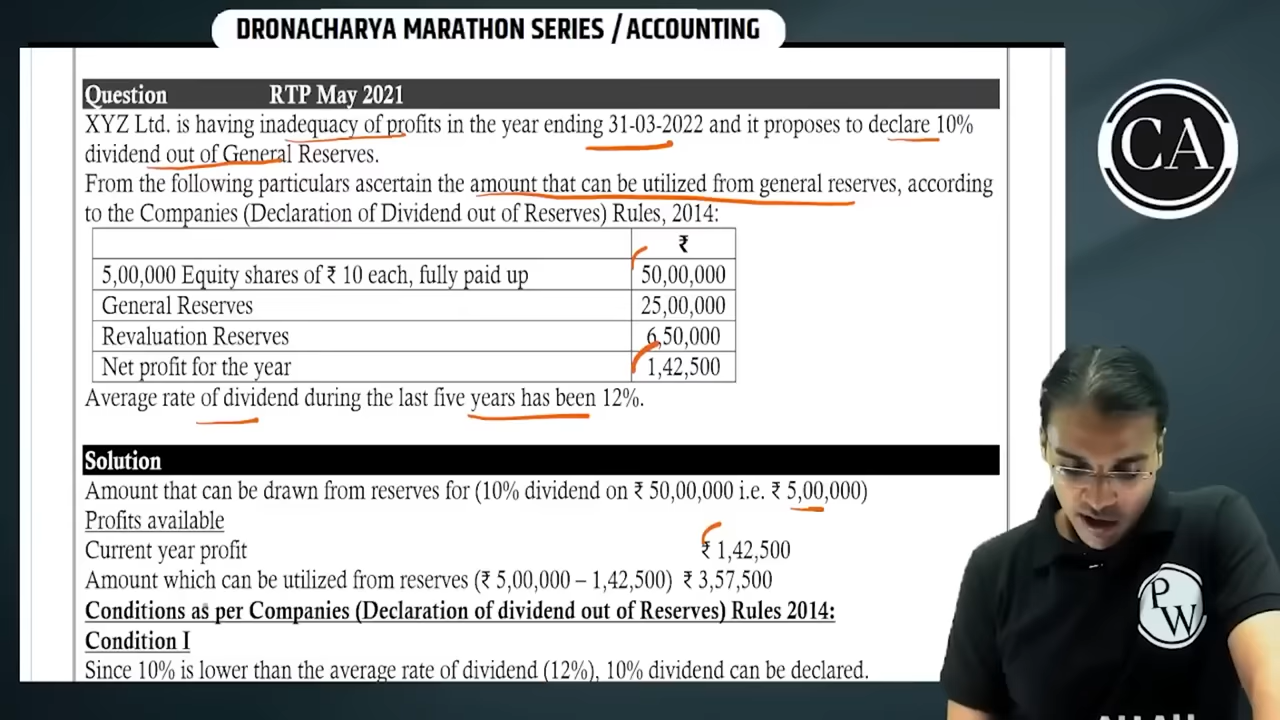 DRONACHARYA MARATHON SERIES / ACCOUNTING
CA
Question RTP May 2021
XYZ Ltd. is having inadequacy of profits in the year ending 31-03-2022 and it proposes to declare 10%
dividend out of General Reserves.
From the following particulars ascertain the amount that can be utilized from general reserves, according
to the Companies (Declaration of Dividend out of Reserves) Rules, 2014:
₹
5,00,000 Equity shares of ₹ 10 each, fully paid up 50,00,000
General Reserves 25,00,000
Revaluation Reserves 6,50,000
Net profit for the year 1,42,500
Average rate of dividend during the last five years has been 12%.
Solution
Amount that can be drawn from reserves for (10% dividend on ₹ 50,00,000 i.e. ₹ 5,00,000)
Profits available
Current year profit ₹ 1,42,500
Amount which can be utilized from reserves (₹ 5,00,000 – 1,42,500) ₹ 3,57,500
Conditions as per Companies (Declaration of dividend out of Reserves) Rules 2014:
Condition I
Since 10% is lower than the average rate of dividend (12%), 10% dividend can be declared.
PW